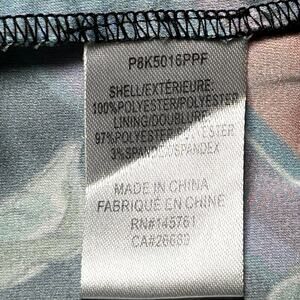 P8K5016PPF
SHELL/EXTÉRIEURE:
100%POLYESTER/POLYESTER
LINING/DOUBLURE:
97%POLYESTER/POLYESTER
3%SPANDEX/SPANDEX
MADE IN CHINA
FABRIQUÉ EN CHINE
RN#145761
CA#26689